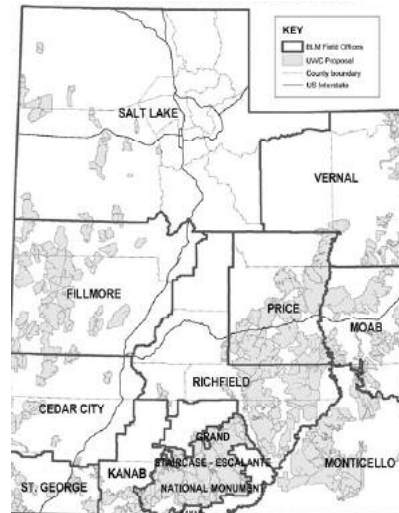 KEY
BLM Field Offices
UWC Proposal
County boundary
US Interstate
SALT LAKE
VERNAL
FILLMORE
PRICE
MOAB
RICHFIELD
CEDAR CITY
GRAND
STAIRCASE - ESCALANTE
KANAB
MONTICELLO
ST. GEORGE
NATIONAL MONUMENT